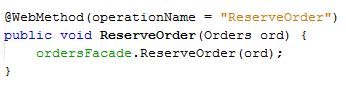 @WebMethod(operationName = "ReserveOrder")
public void ReserveOrder(Orders ord) {
    ordersFacade.ReserveOrder(ord);
}